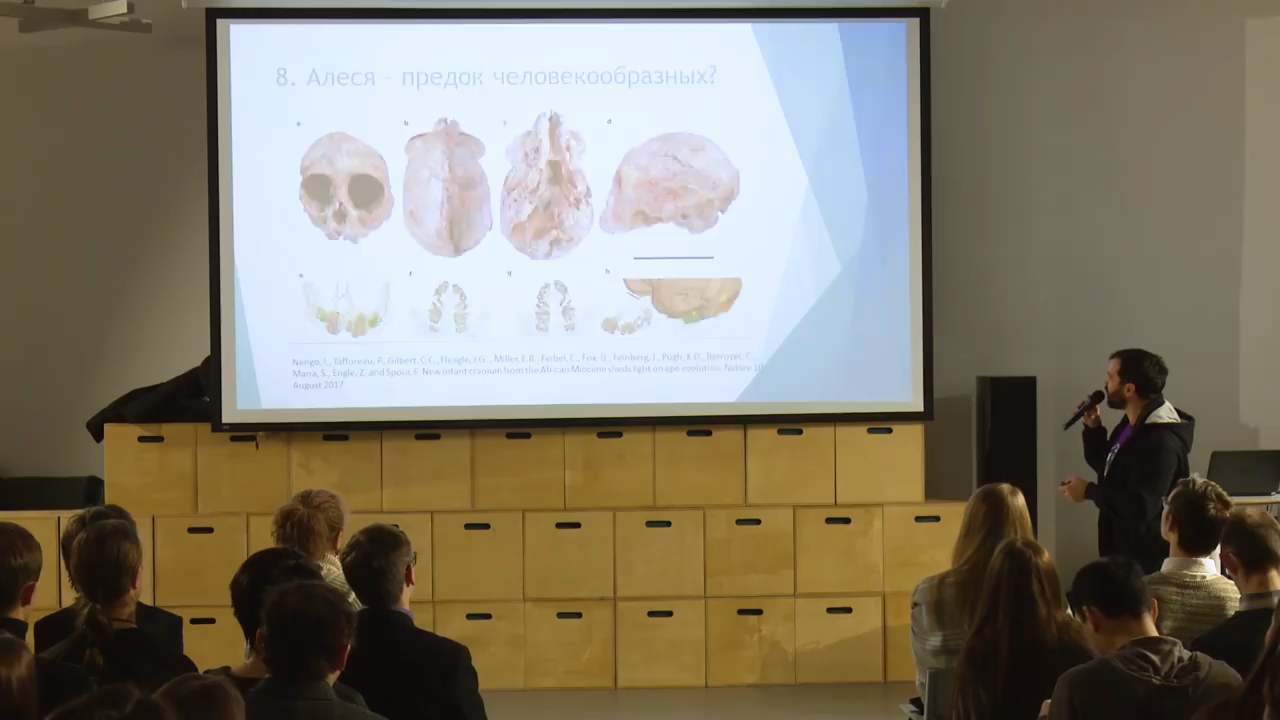 8. Алеся - предок человекообразных?
a b c d
e f g h
Nengo, I., Tafforeau, P., Gilbert, C.C., Fleagle, J.G., Miller, E.R., Feibel, C., Fox, D., Feinberg, J., Pugh, K.D., Berruyer, C.,
Mana, S., Engle, Z. and Spoor, F. New infant cranium from the African Miocene sheds light on ape evolution. Nature 10
August 2017